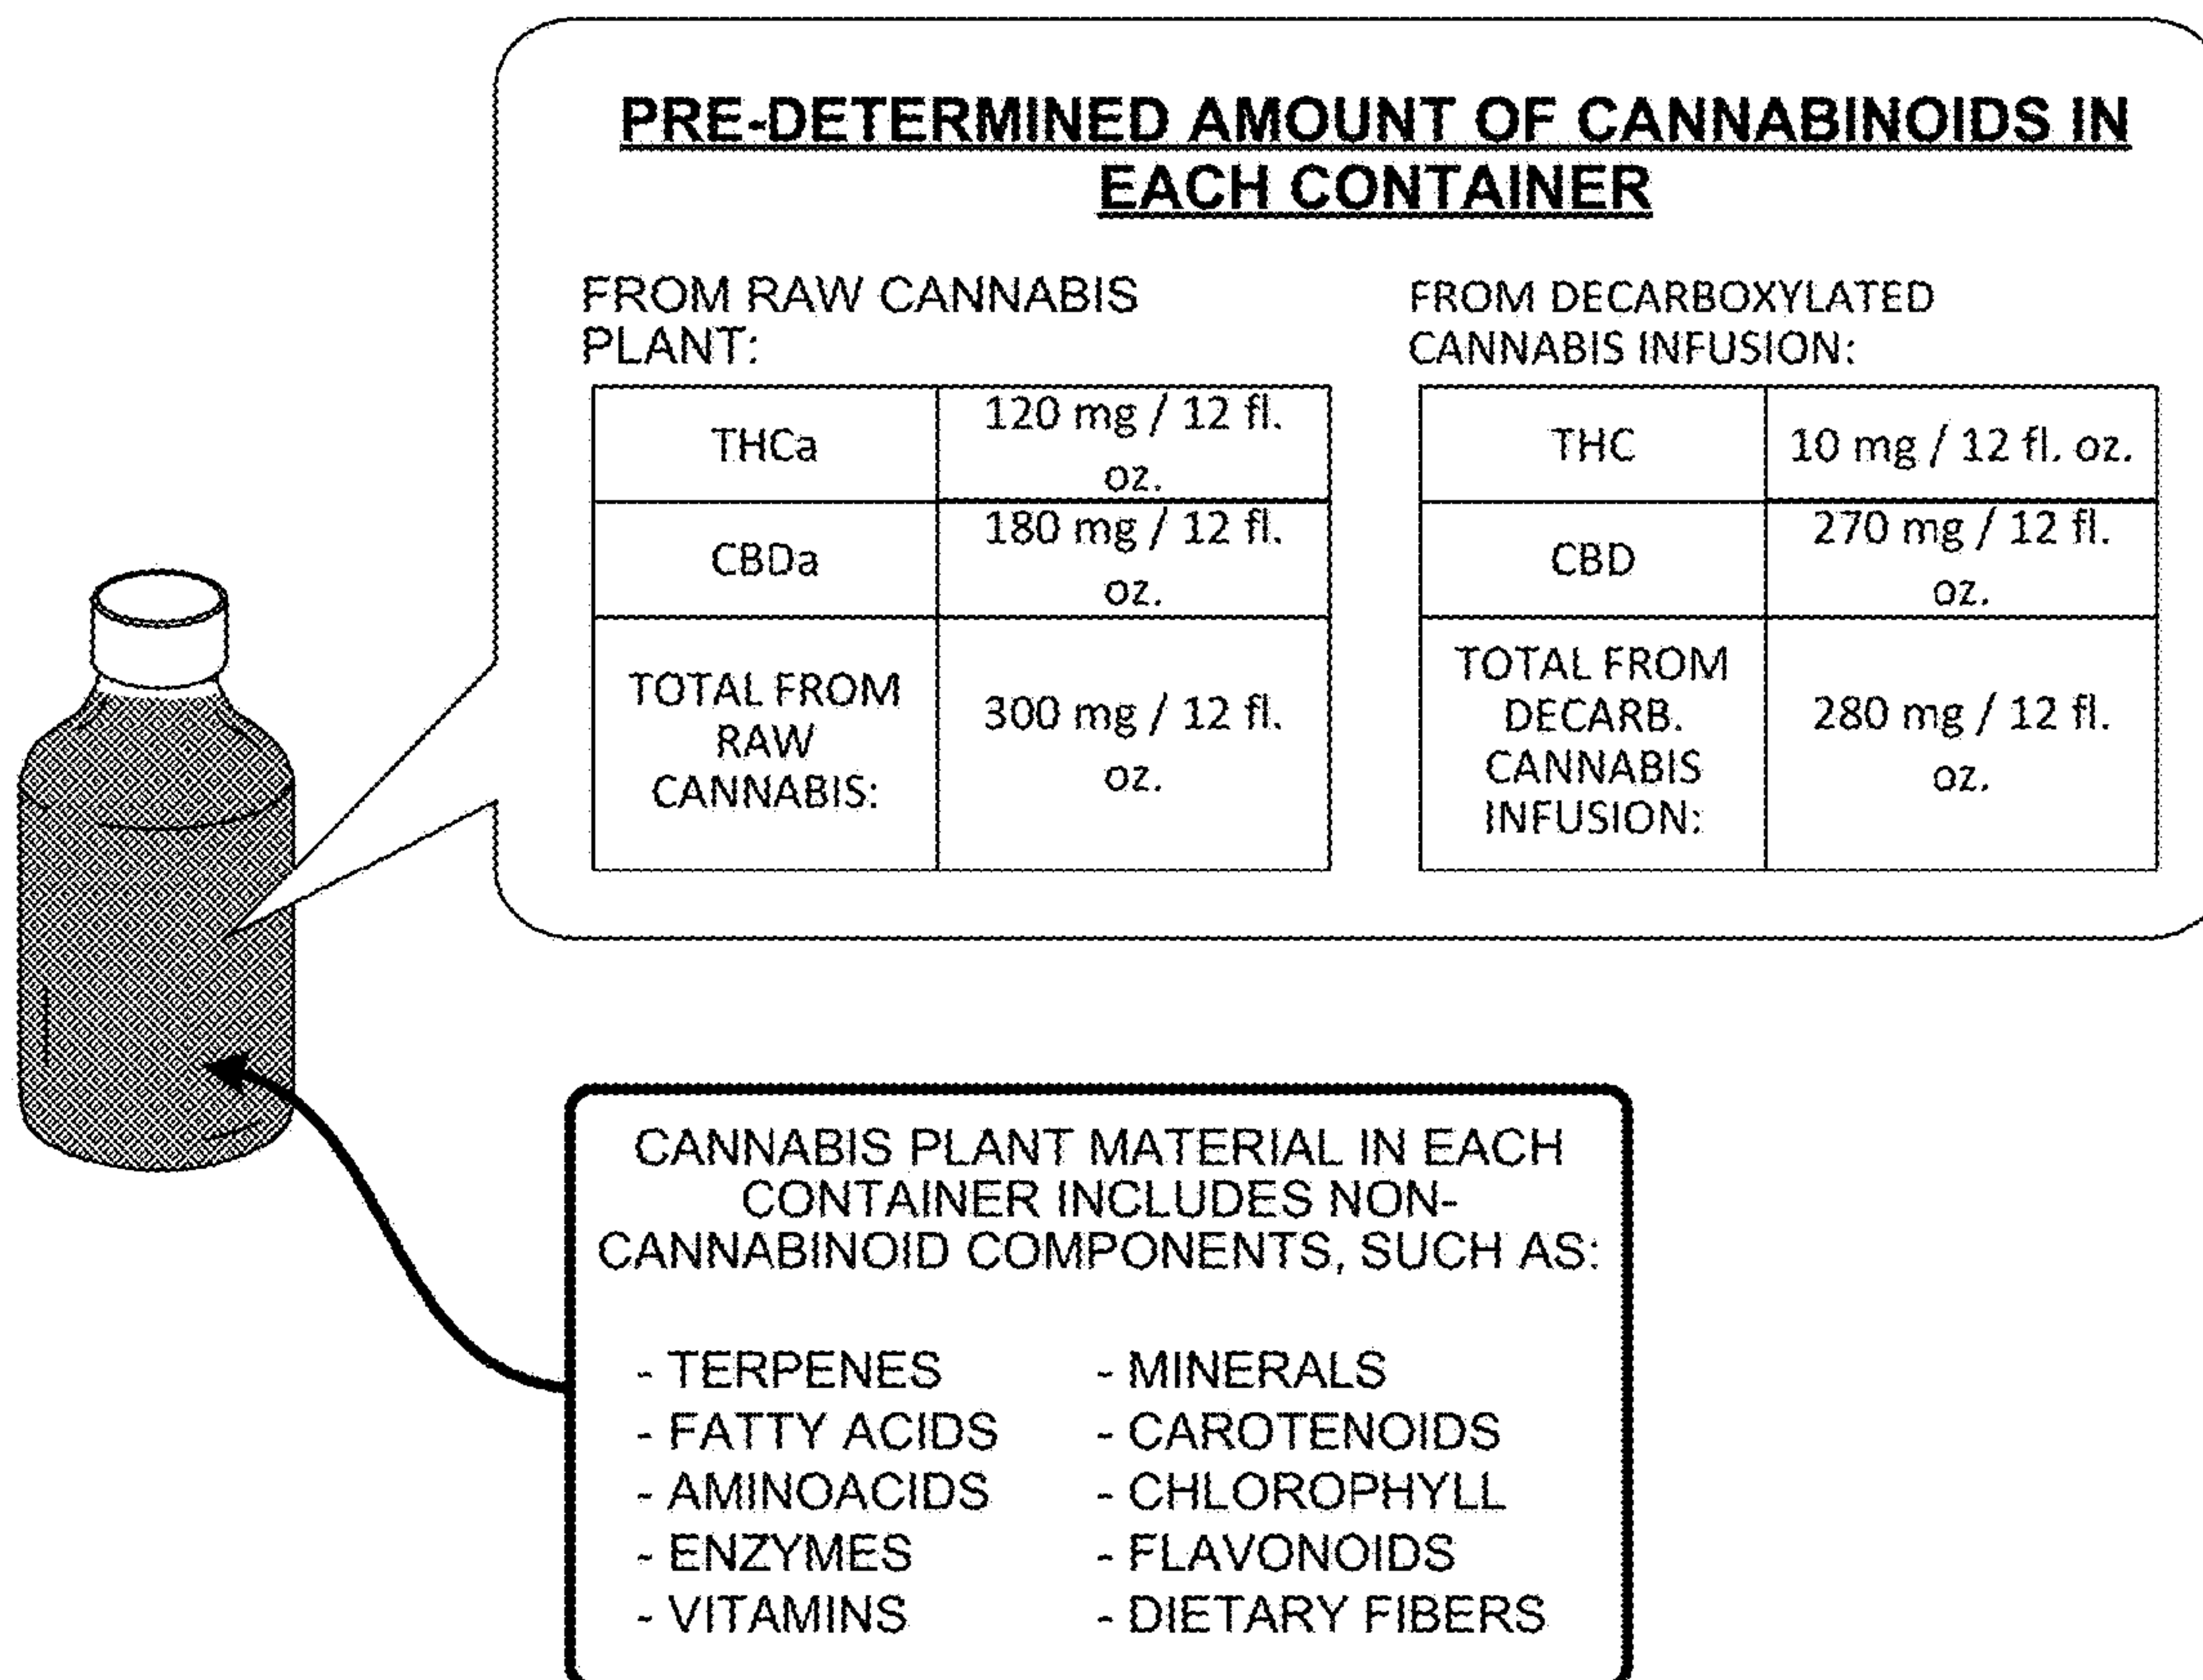 PRE-DETERMINED AMOUNT OF CANNABINOIDS IN
EACH CONTAINER
FROM RAW CANNABIS
PLANT:
THCa
120 mg / 12 fl.
oz.
CBDa
180 mg / 12 fl.
oz.
TOTAL FROM
RAW
CANNABIS:
300 mg / 12 fl.
oz.
FROM DECARBOXYLATED
CANNABIS INFUSION:
THC
10 mg / 12 fl. oz.
CBD
270 mg / 12 fl.
oz.
TOTAL FROM
DECARB.
CANNABIS
INFUSION:
280 mg / 12 fl.
oz.
CANNABIS PLANT MATERIAL IN EACH
CONTAINER INCLUDES NON-
CANNABINOID COMPONENTS, SUCH AS:
- TERPENES
- FATTY ACIDS
- AMINOACIDS
- ENZYMES
- VITAMINS
- MINERALS
- CAROTENOIDS
- CHLOROPHYLL
- FLAVONOIDS
- DIETARY FIBERS